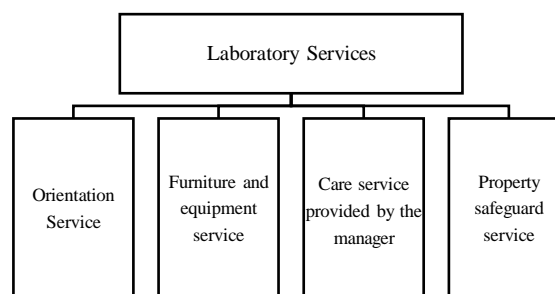 Laboratory Services
Orientation
Service
Furniture and
equipment
service
Care service
provided by the
manager
Property
safeguard
service